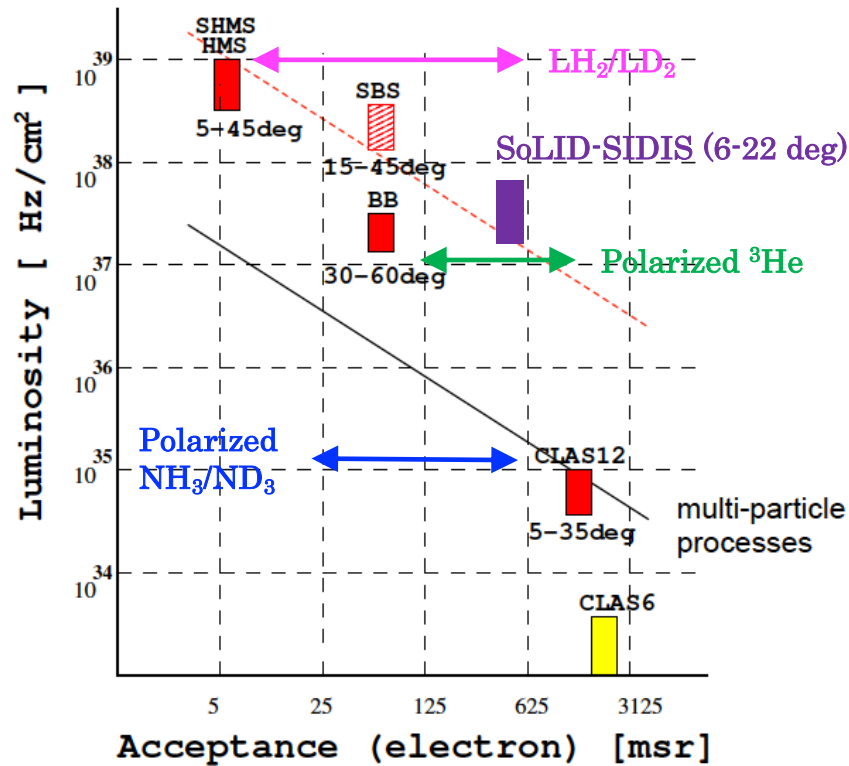 SHMS
HMS
10^39
LH₂/LD₂
SBS
5-45deg
SoLID-SIDIS (6-22 deg)
10^38
15-45deg
BB
10^37
30-60deg
Polarized ³He
10^36
Polarized
NH₃/ND₃
10^35
CLAS12
multi-particle
processes
5-35deg
10^34
CLAS6
5 25 125 625 3125
Acceptance (electron) [msr]
Luminosity [ Hz/cm² ]